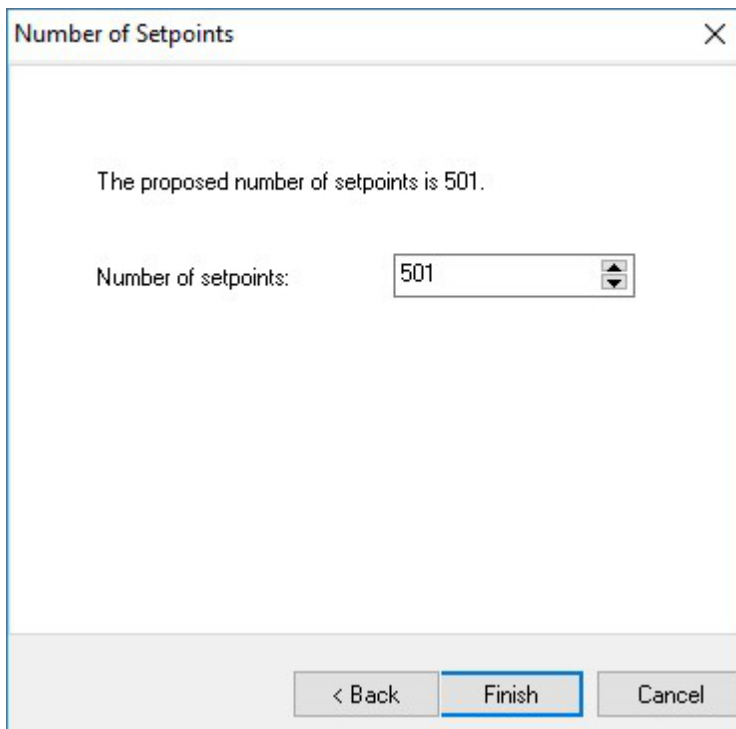 Number of Setpoints
The proposed number of setpoints is 501.
Number of setpoints: 501
< Back Finish Cancel